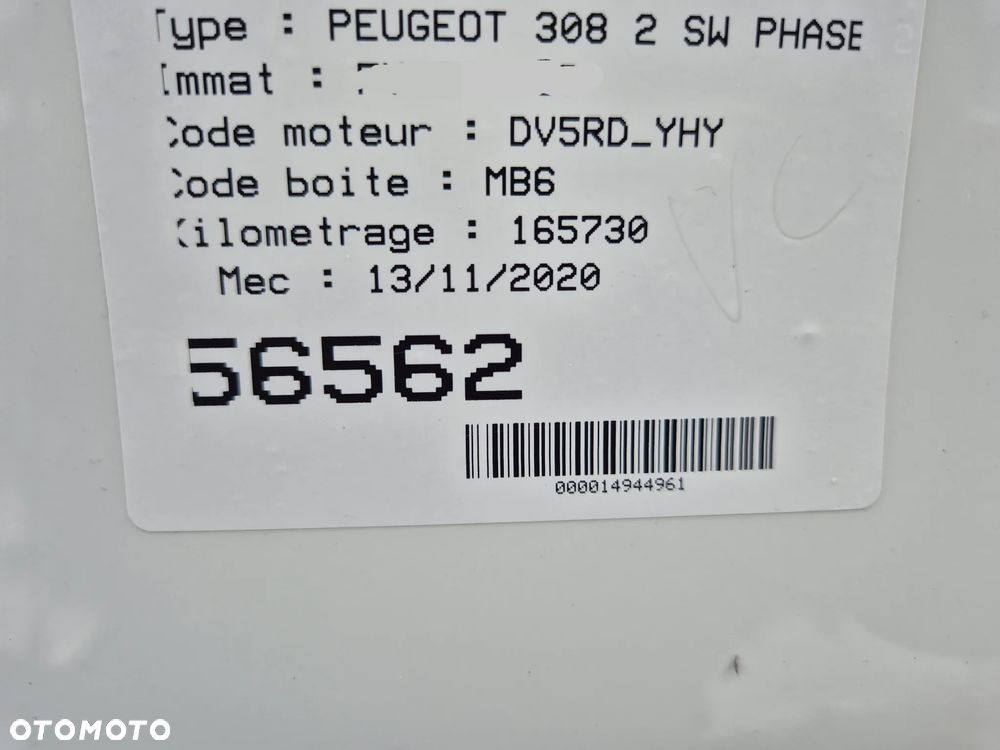 Type : PEUGEOT 308 2 SW PHASE
Immat :
Code moteur : DV5RD_YHY
Code boite : MB6
Kilometrage : 165730
Mec : 13/11/2020
56562
000014944961
OTOMOTO